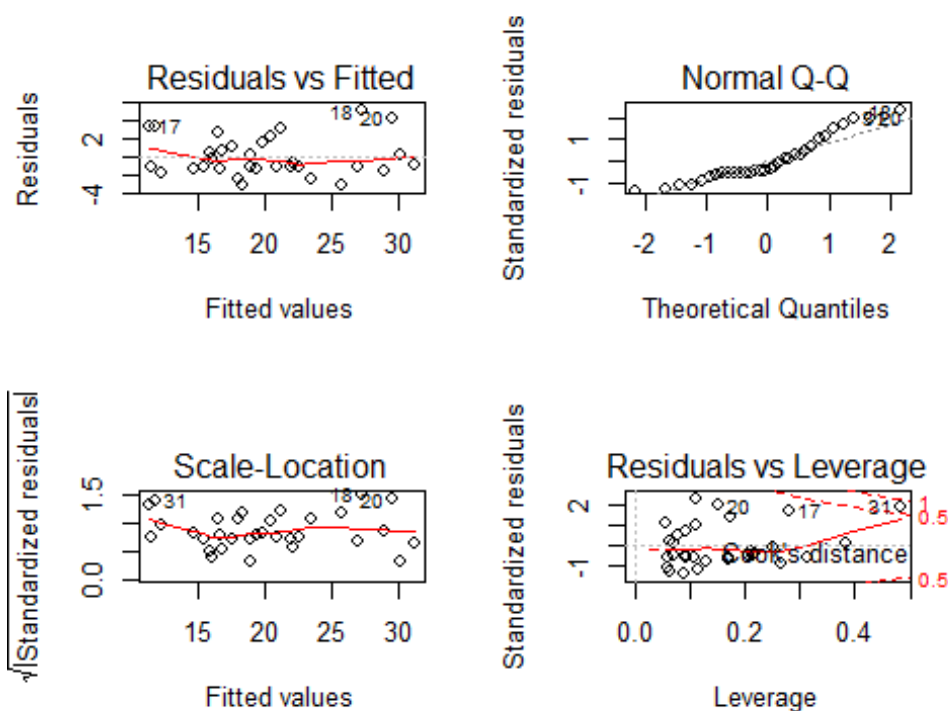 Residuals vs Fitted
Residuals
2
-4
17
18
20
15 20 25 30
Fitted values
Normal Q-Q
Standardized residuals
1
-1
18
20
-2 -1 0 1 2
Theoretical Quantiles
Scale-Location
√|Standardized residuals|
1.5
0.0
31
18
20
15 20 25 30
Fitted values
Residuals vs Leverage
Standardized residuals
2
-1
20
17
31
1
0.5
0.5
Cook's distance
0.0 0.2 0.4
Leverage